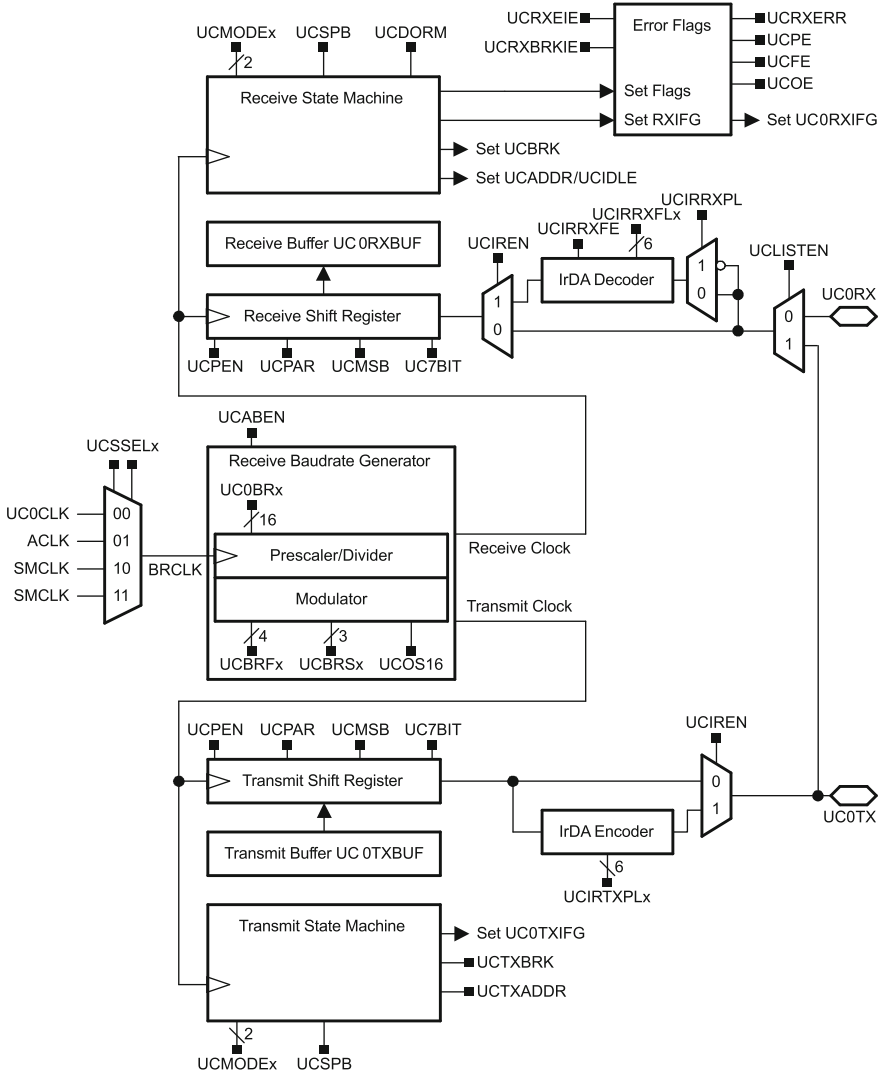 UCRXEIE
Error Flags
UCRXERR
UCRXBRKIE
UCPE
UCFE
UCOE
UCMODEx
UCSPB
UCDORM
2
Receive State Machine
Set Flags
Set RXIFG
Set UC0RXIFG
Set UCBRK
Set UCADDR/UCIDLE
UCIRRXPL
UCIRRXFLx
UCIRRXFE
6
Receive Buffer UC 0RXBUF
UCIREN
UCLISTEN
IrDA Decoder
1
0
1
0
0
1
UC0RX
Receive Shift Register
UCPEN
UCPAR
UCMSB
UC7BIT
UCABEN
Receive Baudrate Generator
UCSSELx
UC0BRx
16
UC0CLK
00
ACLK
01
SMCLK
10
SMCLK
11
BRCLK
Prescaler/Divider
Receive Clock
Modulator
Transmit Clock
4
3
UCBRFx
UCBRSx
UCOS16
UCPEN
UCPAR
UCMSB
UC7BIT
UCIREN
Transmit Shift Register
0
1
UC0TX
IrDA Encoder
Transmit Buffer UC 0TXBUF
6
UCIRTXPLx
Transmit State Machine
Set UC0TXIFG
UCTXBRK
UCTXADDR
2
UCMODEx
UCSPB